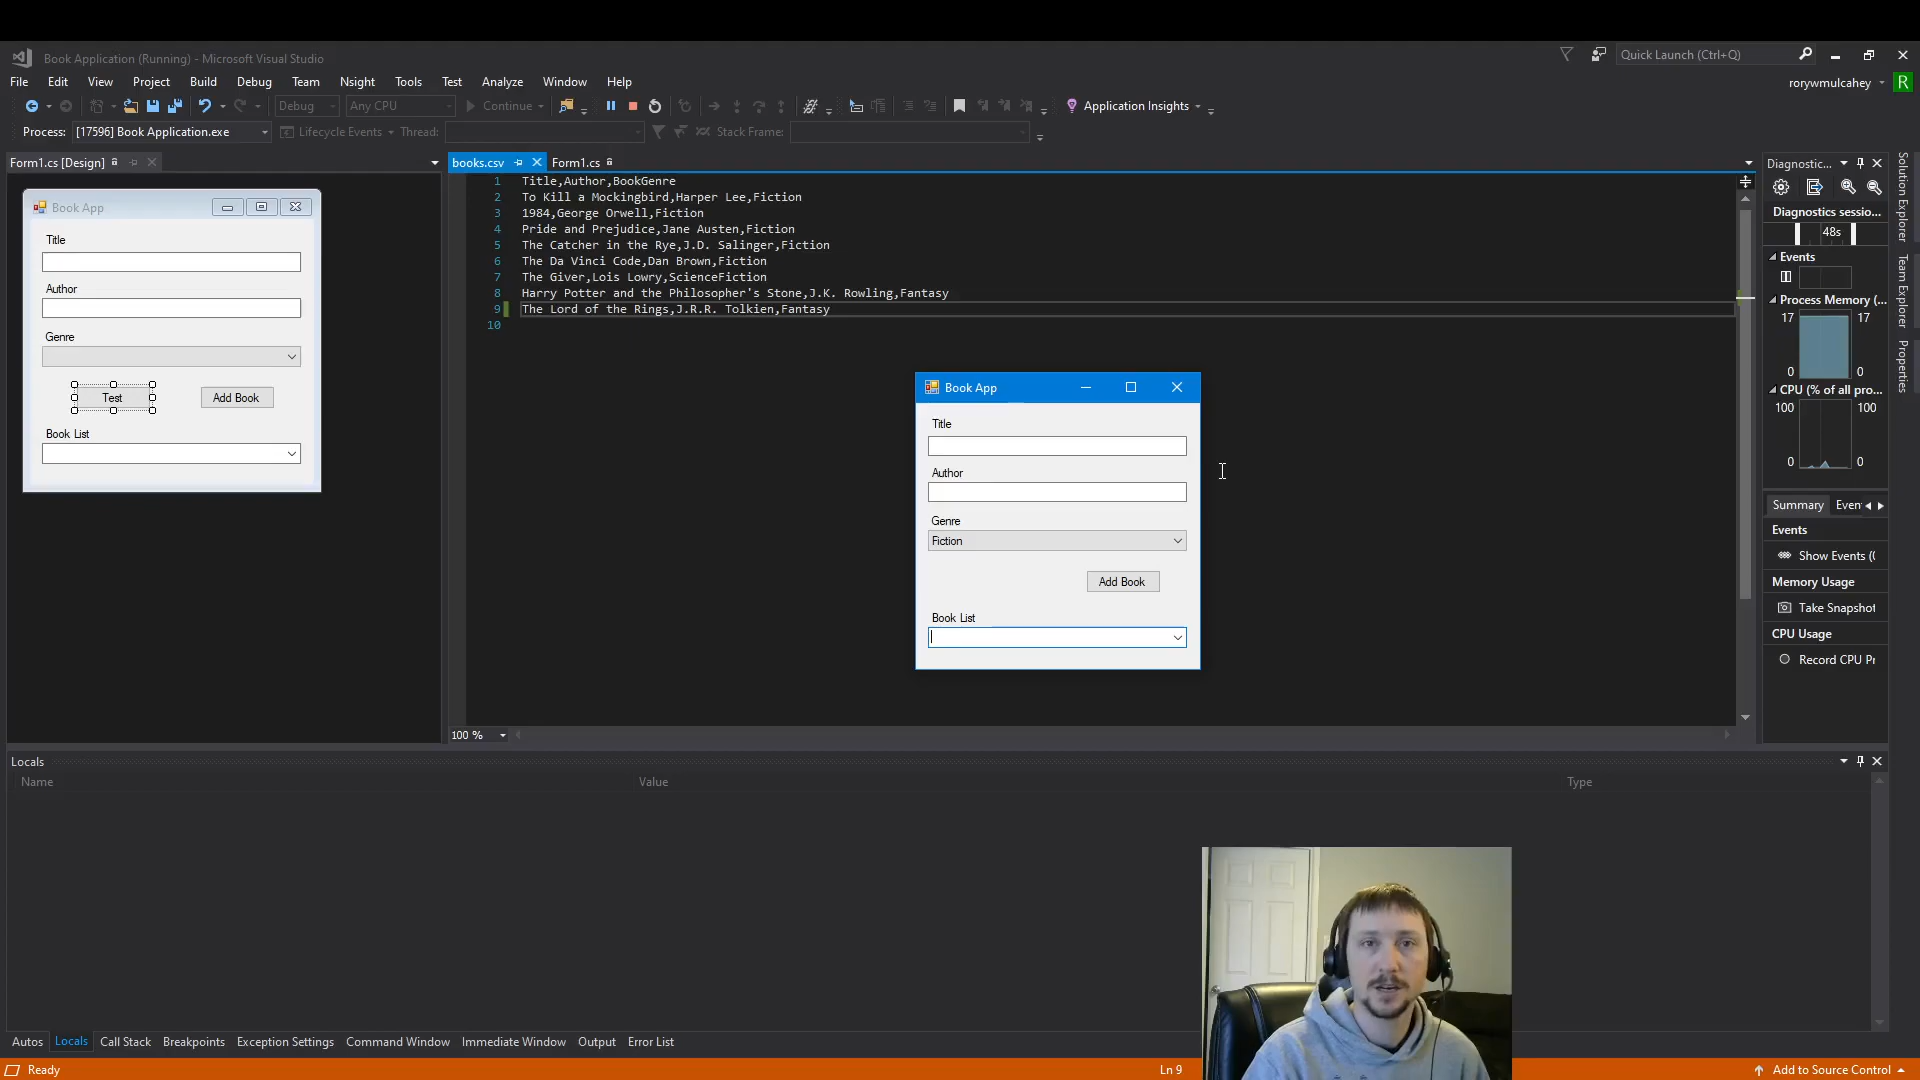 Book Application (Running) - Microsoft Visual Studio
Quick Launch (Ctrl+Q)
File Edit View Project Build Debug Team Nsight Tools Test Analyze Window Help
rorywmulcahey R
Debug Any CPU Continue Application Insights
Process: [17596] Book Application.exe Lifecycle Events Thread: Stack Frame:
Form1.cs [Design]
Book App
Title
Author
Genre
Test Add Book
Book List
books.csv Form1.cs
1 Title,Author,BookGenre
2 To Kill a Mockingbird,Harper Lee,Fiction
3 1984,George Orwell,Fiction
4 Pride and Prejudice,Jane Austen,Fiction
5 The Catcher in the Rye,J.D. Salinger,Fiction
6 The Da Vinci Code,Dan Brown,Fiction
7 The Giver,Lois Lowry,ScienceFiction
8 Harry Potter and the Philosopher's Stone,J.K. Rowling,Fantasy
9 The Lord of the Rings,J.R.R. Tolkien,Fantasy
10
Book App
Title
Author
Genre
Fiction
Add Book
Book List
100 %
Diagnostic...
Diagnostics sessio...
48s
Events
Process Memory (...
17 17
0 0
CPU (% of all pro...
100 100
0 0
Summary Even
Events
Show Events (
Memory Usage
Take Snapshot
CPU Usage
Record CPU Pr
Solution Explorer
Team Explorer
Properties
Locals
Name Value Type
Autos Locals Call Stack Breakpoints Exception Settings Command Window Immediate Window Output Error List
Ready Ln 9 Add to Source Control